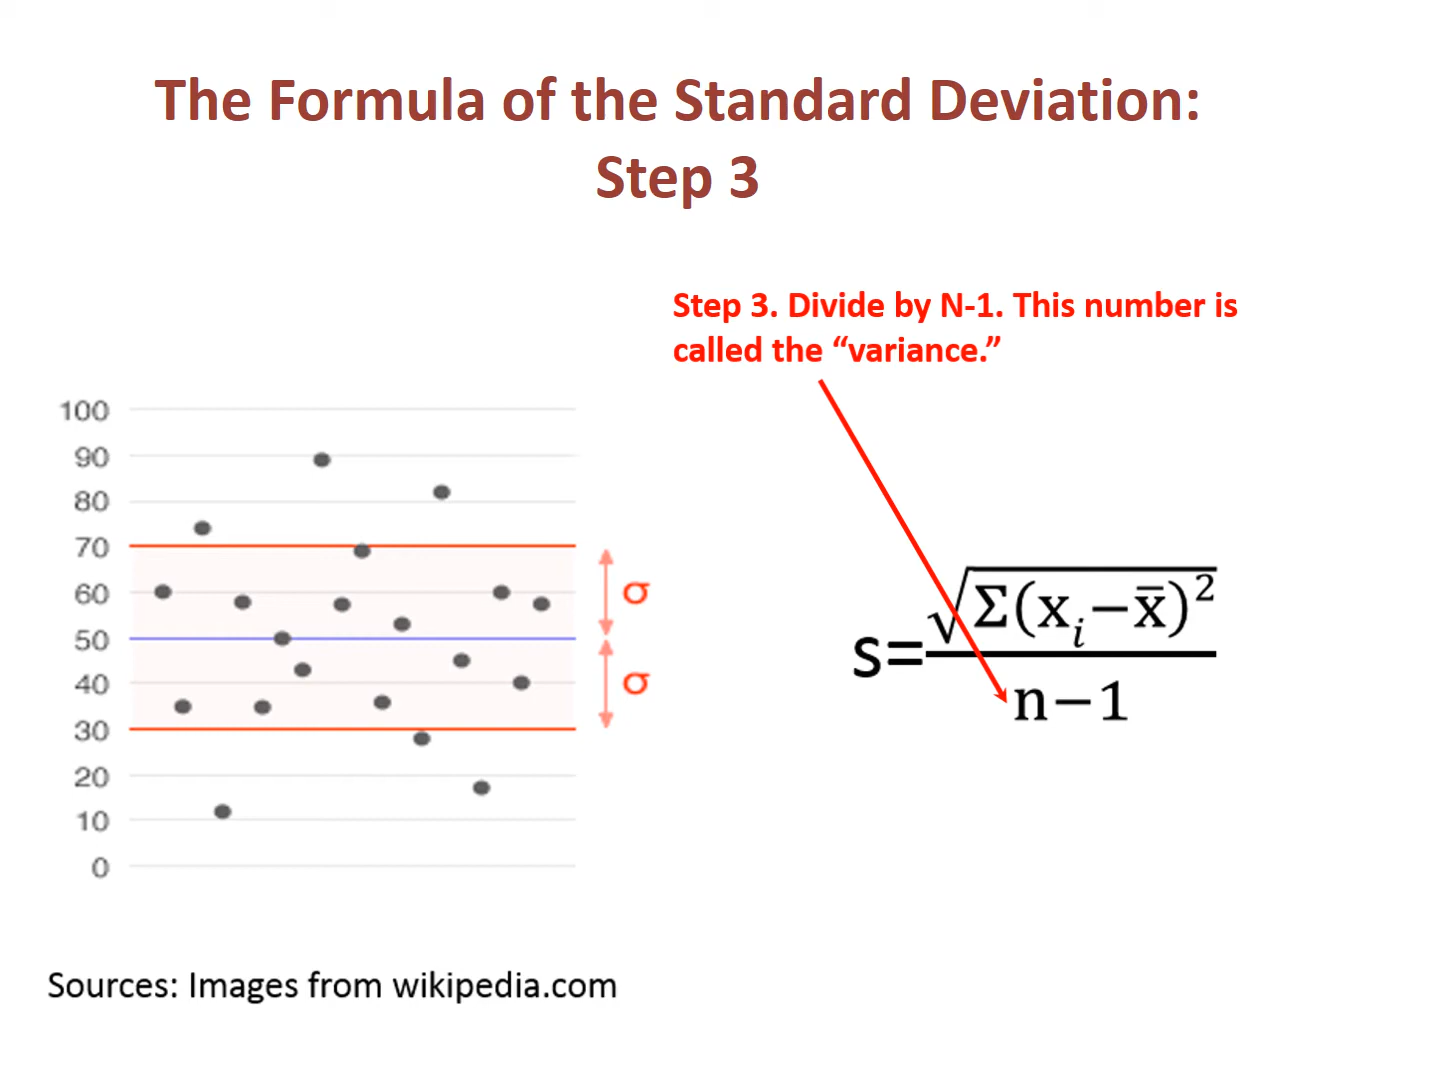 The Formula of the Standard Deviation:
Step 3
Step 3. Divide by N-1. This number is
called the “variance.”
100
90
80
70
60
50
40
30
20
10
0
σ
σ
s=√Σ(xᵢ−x̄)²
n−1
Sources: Images from wikipedia.com